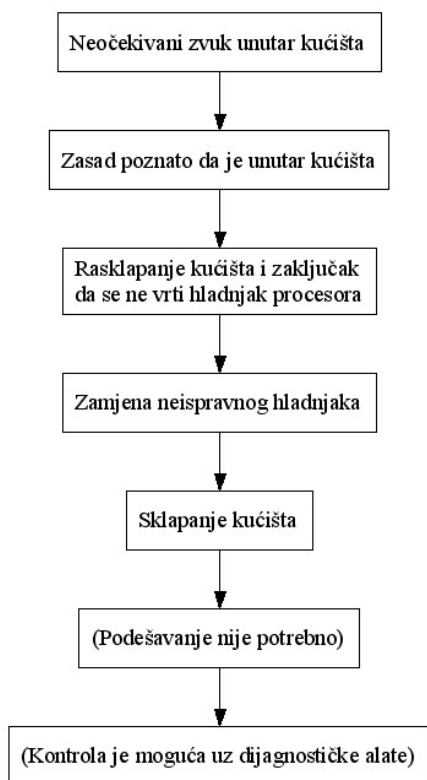 Neočekivani zvuk unutar kućišta
Zasad poznato da je unutar kućišta
Rasklapanje kućišta i zaključak
da se ne vrti hladnjak procesora
Zamjena neispravnog hladnjaka
Sklapanje kućišta
(Podešavanje nije potrebno)
(Kontrola je moguća uz dijagnostičke alate)